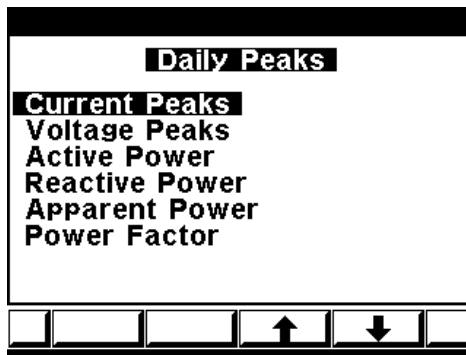 Daily Peaks
Current Peaks
Voltage Peaks
Active Power
Reactive Power
Apparent Power
Power Factor